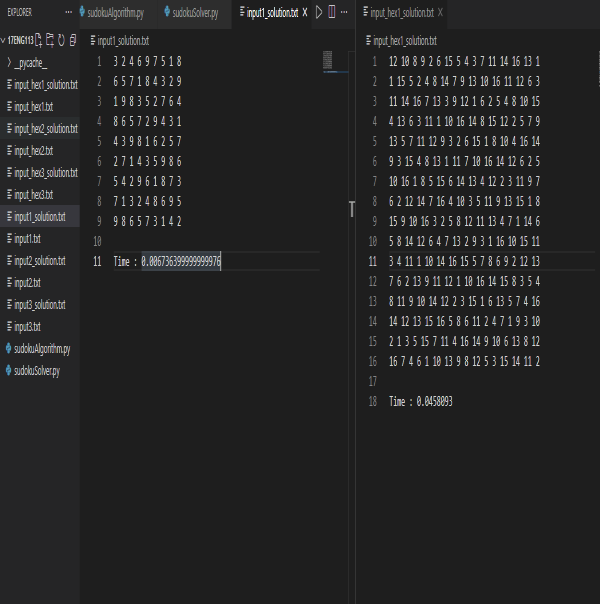 EXPLORER ...
17ENG113
__pycache__
input_hex1_solution.txt
input_hex1.txt
input_hex2_solution.txt
input_hex2.txt
input_hex3_solution.txt
input_hex3.txt
input1_solution.txt
input1.txt
input2_solution.txt
input2.txt
input3_solution.txt
input3.txt
sudokuAlgorithm.py
sudokuSolver.py
sudokuAlgorithm.py sudokuSolver.py input1_solution.txt × ...
input1_solution.txt
1 3 2 4 6 9 7 5 1 8
2 6 5 7 1 8 4 3 2 9
3 1 9 8 3 5 2 7 6 4
4 8 6 5 7 2 9 4 3 1
5 4 3 9 8 1 6 2 5 7
6 2 7 1 4 3 5 9 8 6
7 5 4 2 9 6 1 8 7 3
8 7 1 3 2 4 8 6 9 5
9 9 8 6 5 7 3 1 4 2
10
11 Time : 0.006736399999999976
input_hex1_solution.txt ×
input_hex1_solution.txt
1 12 10 8 9 2 6 15 5 4 3 7 11 14 16 13 1
2 1 15 5 2 4 8 14 7 9 13 10 16 11 12 6 3
3 11 14 16 7 13 3 9 12 1 6 2 5 4 8 10 15
4 4 13 6 3 11 1 10 16 14 8 15 12 2 5 7 9
5 13 5 7 11 12 9 3 2 6 15 1 8 10 4 16 14
6 9 3 15 4 8 13 1 11 7 10 16 14 12 6 2 5
7 10 16 1 8 5 15 6 14 13 4 12 2 3 11 9 7
8 6 2 12 14 7 16 4 10 3 5 11 9 13 15 1 8
9 15 9 10 16 3 2 5 8 12 11 13 4 7 1 14 6
10 5 8 14 12 6 4 7 13 2 9 3 1 16 10 15 11
11 3 4 11 1 10 14 16 15 5 7 8 6 9 2 12 13
12 7 6 2 13 9 11 12 1 10 16 14 15 8 3 5 4
13 8 11 9 10 14 12 2 3 15 1 6 13 5 7 4 16
14 14 12 13 15 16 5 8 6 11 2 4 7 1 9 3 10
15 2 1 3 5 15 7 11 4 16 14 9 10 6 13 8 12
16 16 7 4 6 1 10 13 9 8 12 5 3 15 14 11 2
17
18 Time : 0.0458093